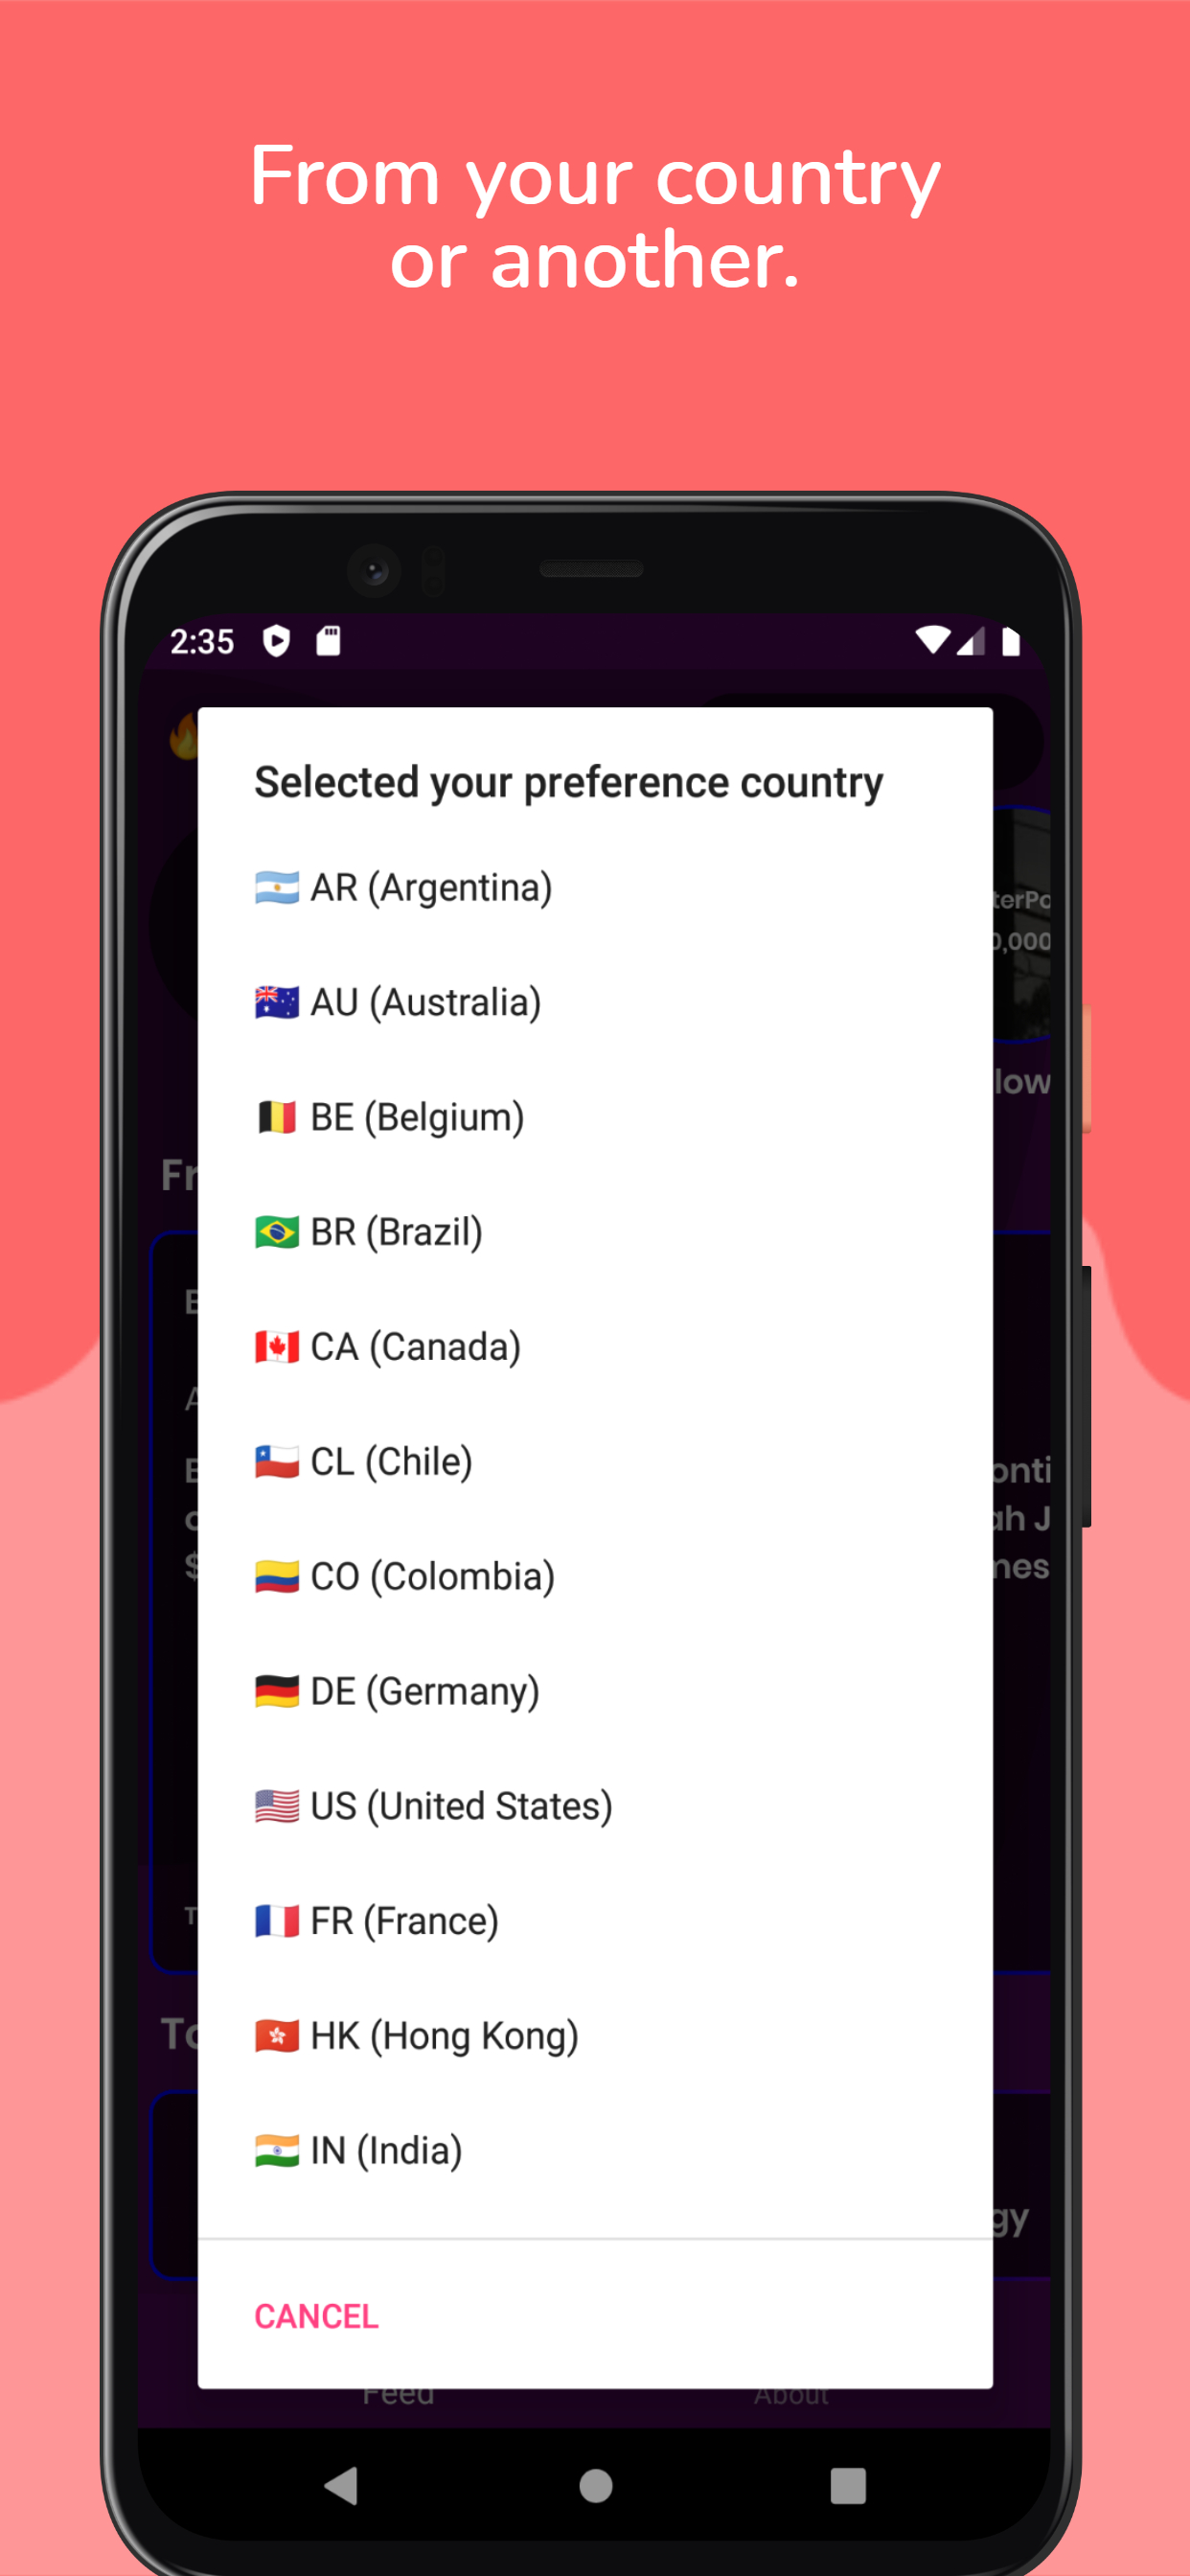 From your country
or another.
2:35
Selected your preference country
AR (Argentina)
AU (Australia)
BE (Belgium)
BR (Brazil)
CA (Canada)
CL (Chile)
CO (Colombia)
DE (Germany)
US (United States)
FR (France)
HK (Hong Kong)
IN (India)
CANCEL
Feed
About